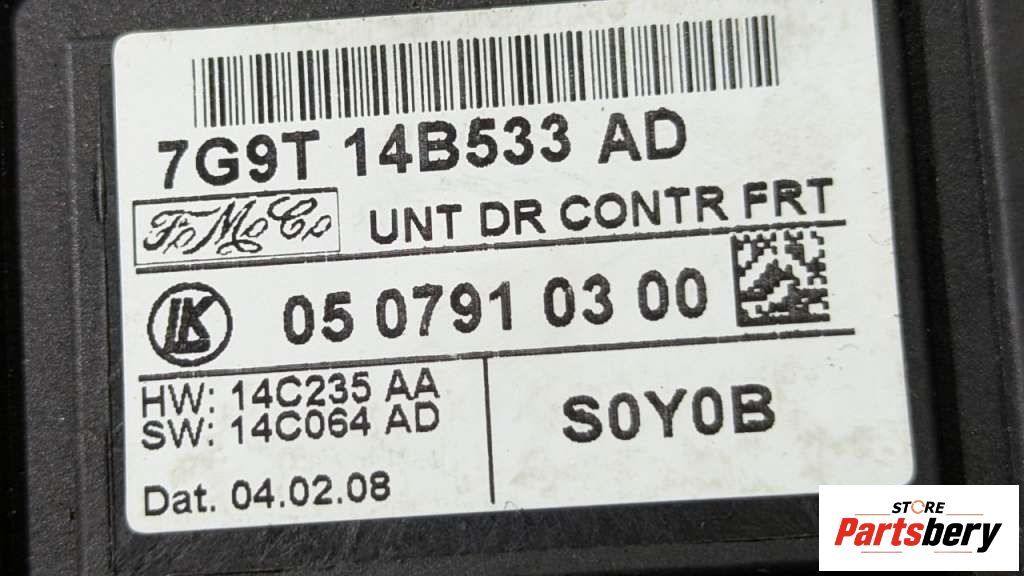 7G9T 14B533 AD
FoMoCo
UNT DR CONTR FRT
LK
05 0791 03 00
HW: 14C235 AA
SW: 14C064 AD
S0Y0B
Dat. 04.02.08
STORE
Partsbery